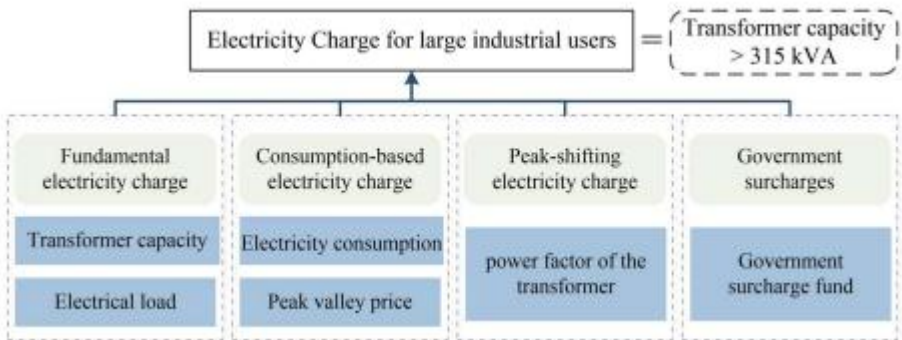 Electricity Charge for large industrial users
=
Transformer capacity
> 315 kVA
Fundamental
electricity charge
Transformer capacity
Electrical load
Consumption-based
electricity charge
Electricity consumption
Peak valley price
Peak-shifting
electricity charge
power factor of the
transformer
Government
surcharges
Government
surcharge fund